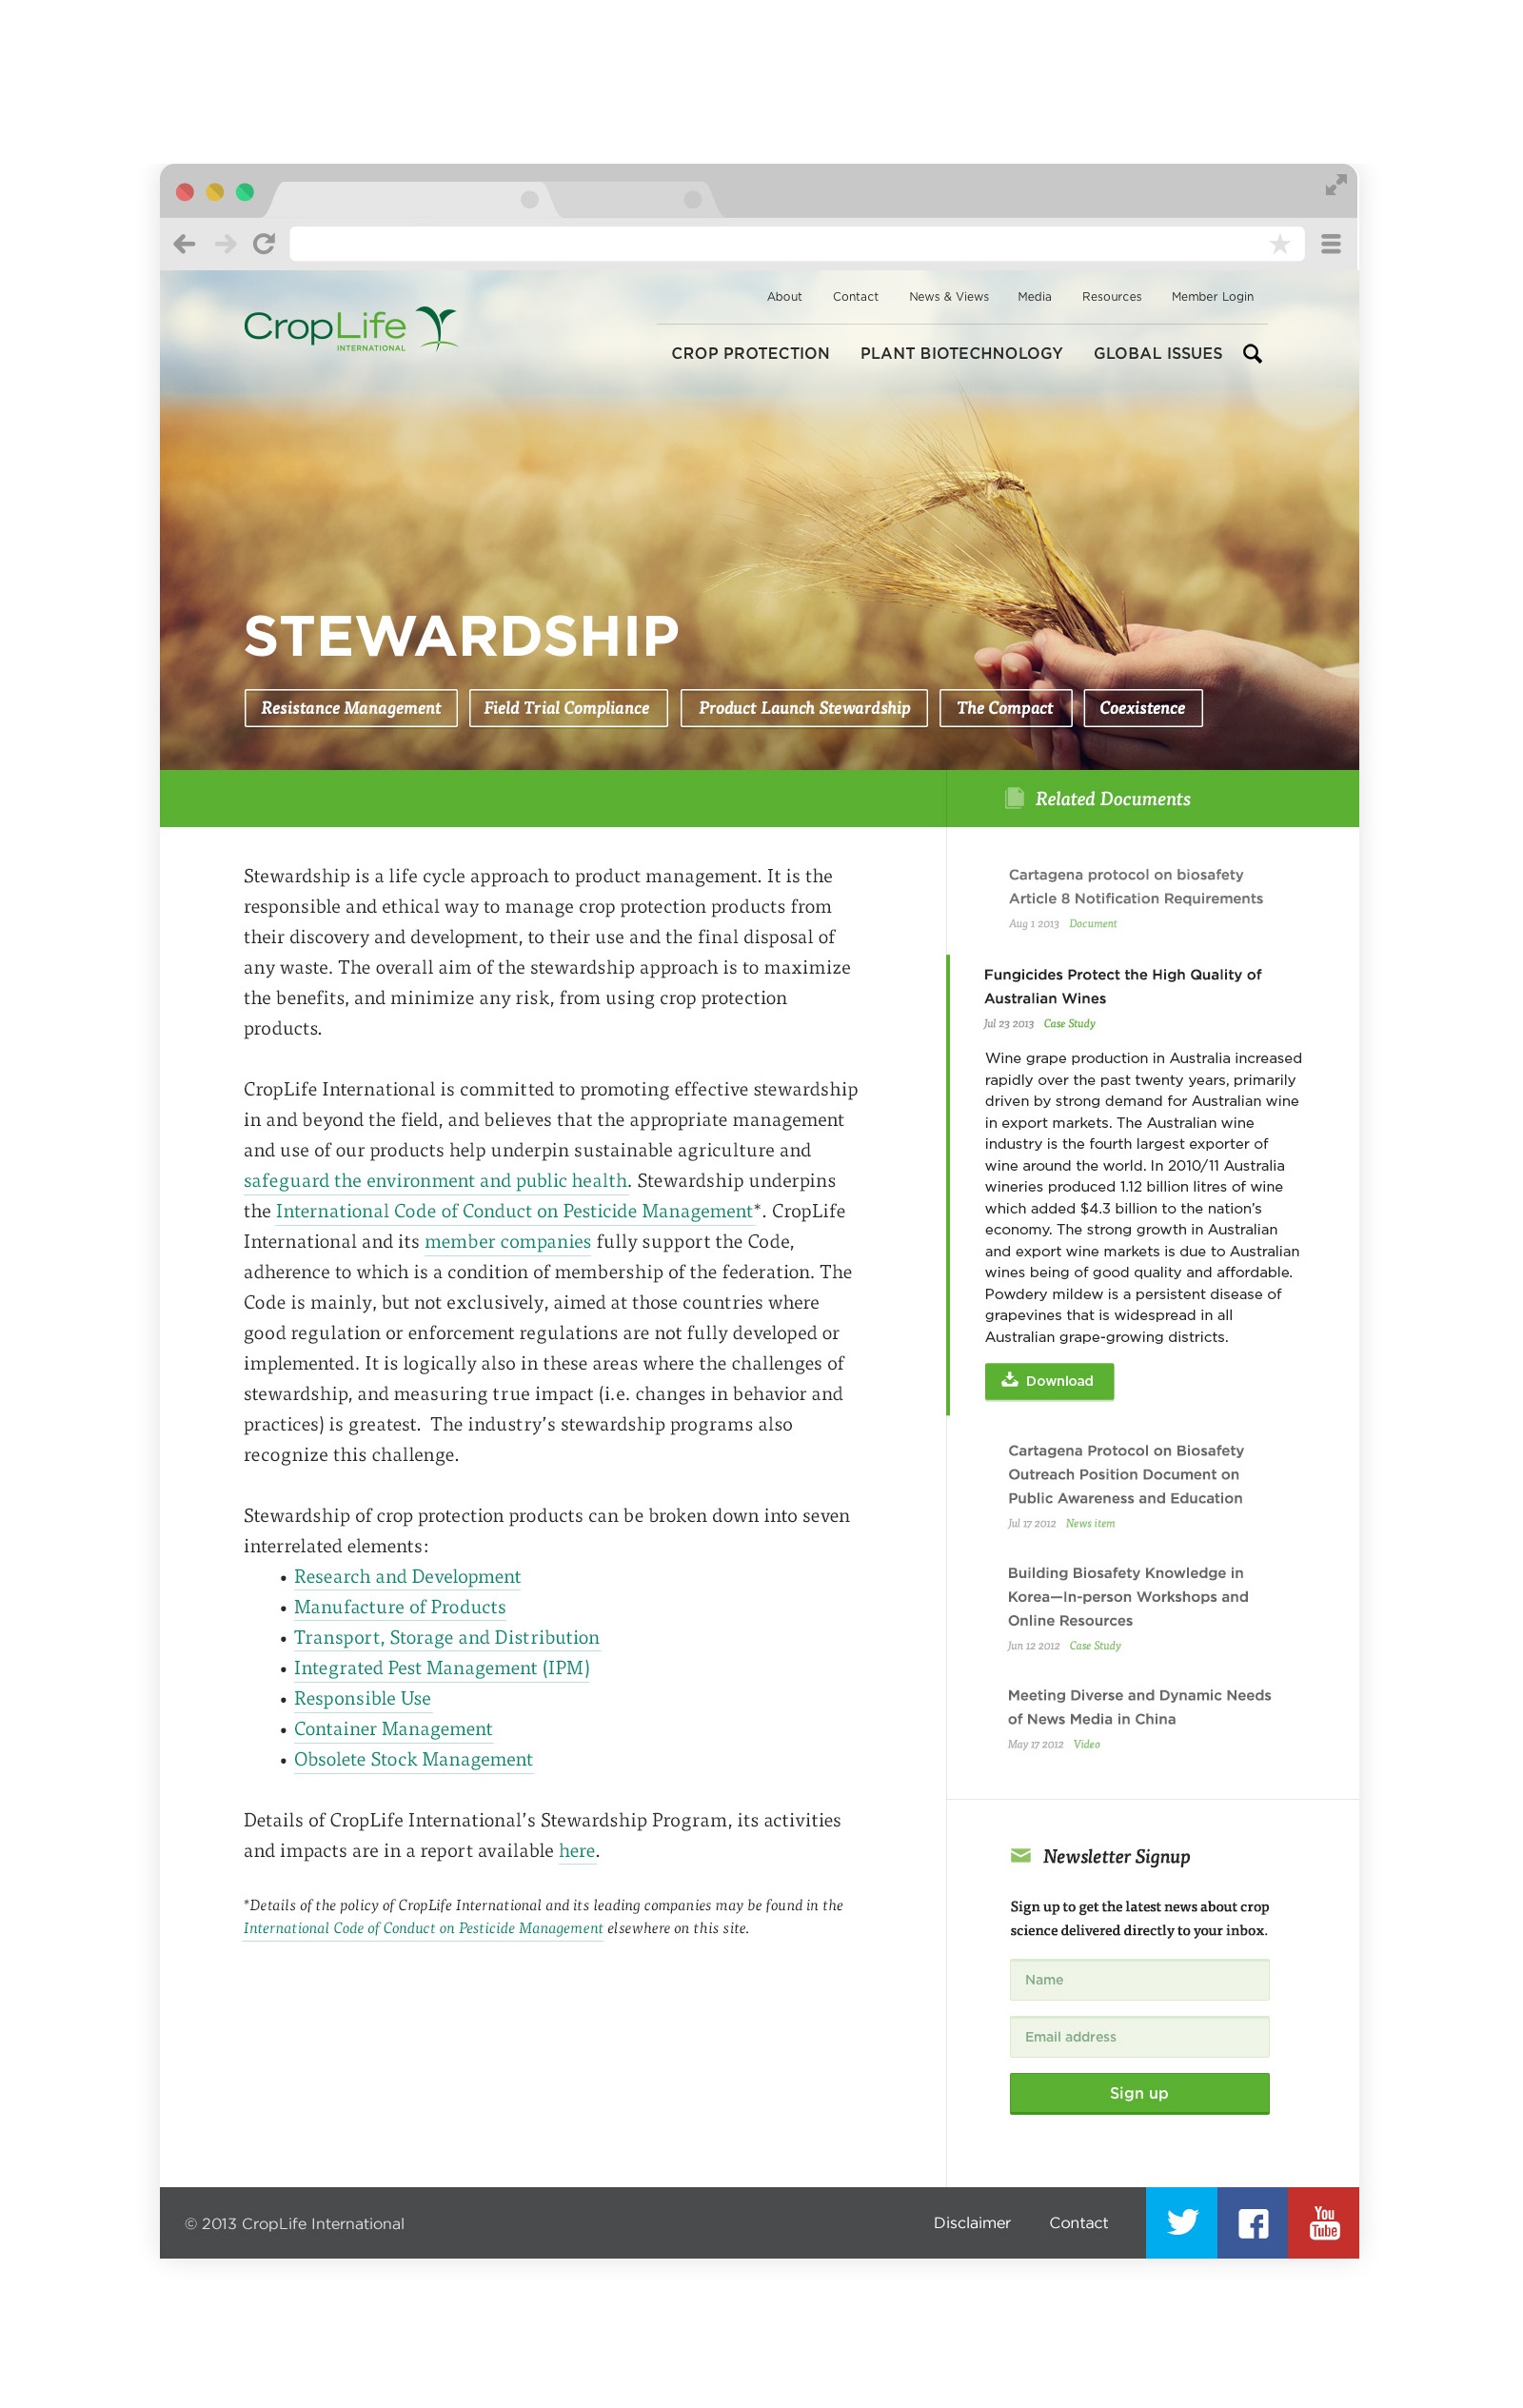 About Contact News & Views Media Resources Member Login
CropLife
INTERNATIONAL
CROP PROTECTION PLANT BIOTECHNOLOGY GLOBAL ISSUES
STEWARDSHIP
Resistance Management Field Trial Compliance Product Launch Stewardship The Compact Coexistence
Stewardship is a life cycle approach to product management. It is the
responsible and ethical way to manage crop protection products from
their discovery and development, to their use and the final disposal of
any waste. The overall aim of the stewardship approach is to maximize
the benefits, and minimize any risk, from using crop protection
products.
CropLife International is committed to promoting effective stewardship
in and beyond the field, and believes that the appropriate management
and use of our products help underpin sustainable agriculture and
safeguard the environment and public health. Stewardship underpins
the International Code of Conduct on Pesticide Management*. CropLife
International and its member companies fully support the Code,
adherence to which is a condition of membership of the federation. The
Code is mainly, but not exclusively, aimed at those countries where
good regulation or enforcement regulations are not fully developed or
implemented. It is logically also in these areas where the challenges of
stewardship, and measuring true impact (i.e. changes in behavior and
practices) is greatest.  The industry's stewardship programs also
recognize this challenge.
Stewardship of crop protection products can be broken down into seven
interrelated elements:
• Research and Development
• Manufacture of Products
• Transport, Storage and Distribution
• Integrated Pest Management (IPM)
• Responsible Use
• Container Management
• Obsolete Stock Management
Details of CropLife International's Stewardship Program, its activities
and impacts are in a report available here.
*Details of the policy of CropLife International and its leading companies may be found in the
International Code of Conduct on Pesticide Management elsewhere on this site.
Related Documents
Cartagena protocol on biosafety
Article 8 Notification Requirements
Aug 1 2013 Document
Fungicides Protect the High Quality of
Australian Wines
Jul 23 2013 Case Study
Wine grape production in Australia increased
rapidly over the past twenty years, primarily
driven by strong demand for Australian wine
in export markets. The Australian wine
industry is the fourth largest exporter of
wine around the world. In 2010/11 Australia
wineries produced 1.12 billion litres of wine
which added $4.3 billion to the nation's
economy. The strong growth in Australian
and export wine markets is due to Australian
wines being of good quality and affordable.
Powdery mildew is a persistent disease of
grapevines that is widespread in all
Australian grape-growing districts.
Download
Cartagena Protocol on Biosafety
Outreach Position Document on
Public Awareness and Education
Jul 17 2012 News item
Building Biosafety Knowledge in
Korea—In-person Workshops and
Online Resources
Jun 12 2012 Case Study
Meeting Diverse and Dynamic Needs
of News Media in China
May 17 2012 Video
Newsletter Signup
Sign up to get the latest news about crop
science delivered directly to your inbox.
Name
Email address
Sign up
© 2013 CropLife International
Disclaimer Contact
You
Tube